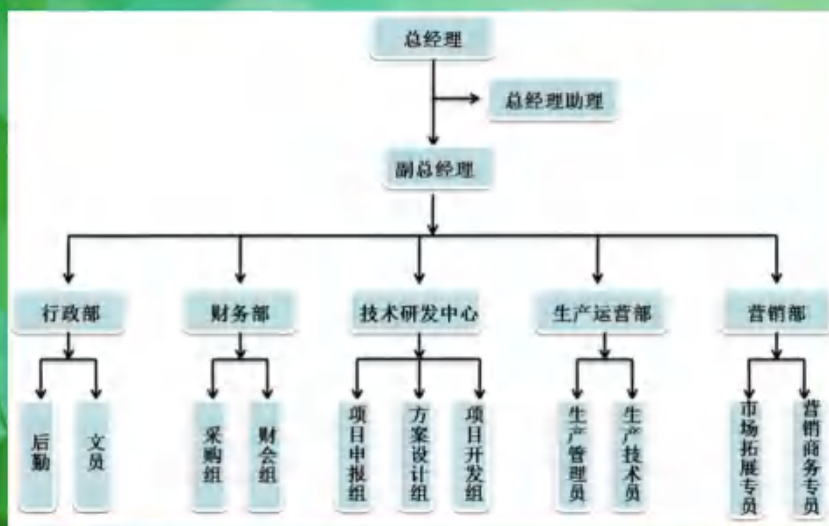 总经理
总经理助理
副总经理
行政部
财务部
技术研发中心
生产运营部
营销部
后勤
文员
采购组
财会组
项目申报组
方案设计组
项目开发组
生产管理员
生产技术员
市场拓展专员
营销商务专员